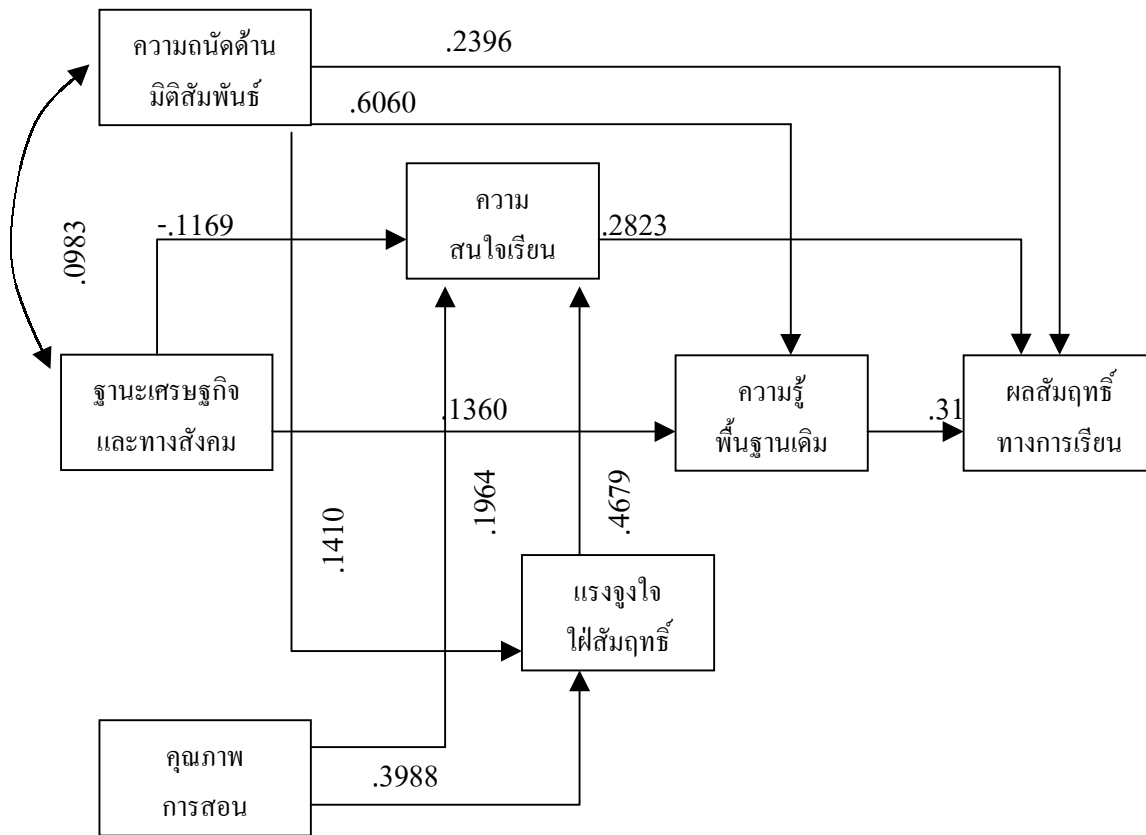 ความถนัดด้าน
มิติสัมพันธ์
.2396
.6060
ความ
สนใจเรียน
-.1169
.2823
.0983
ฐานะเศรษฐกิจ
และทางสังคม
.1360
ความรู้
พื้นฐานเดิม
.31
ผลสัมฤทธิ์
ทางการเรียน
.1410
.1964
.4679
แรงจูงใจ
ใฝ่สัมฤทธิ์
คุณภาพ
การสอน
.3988